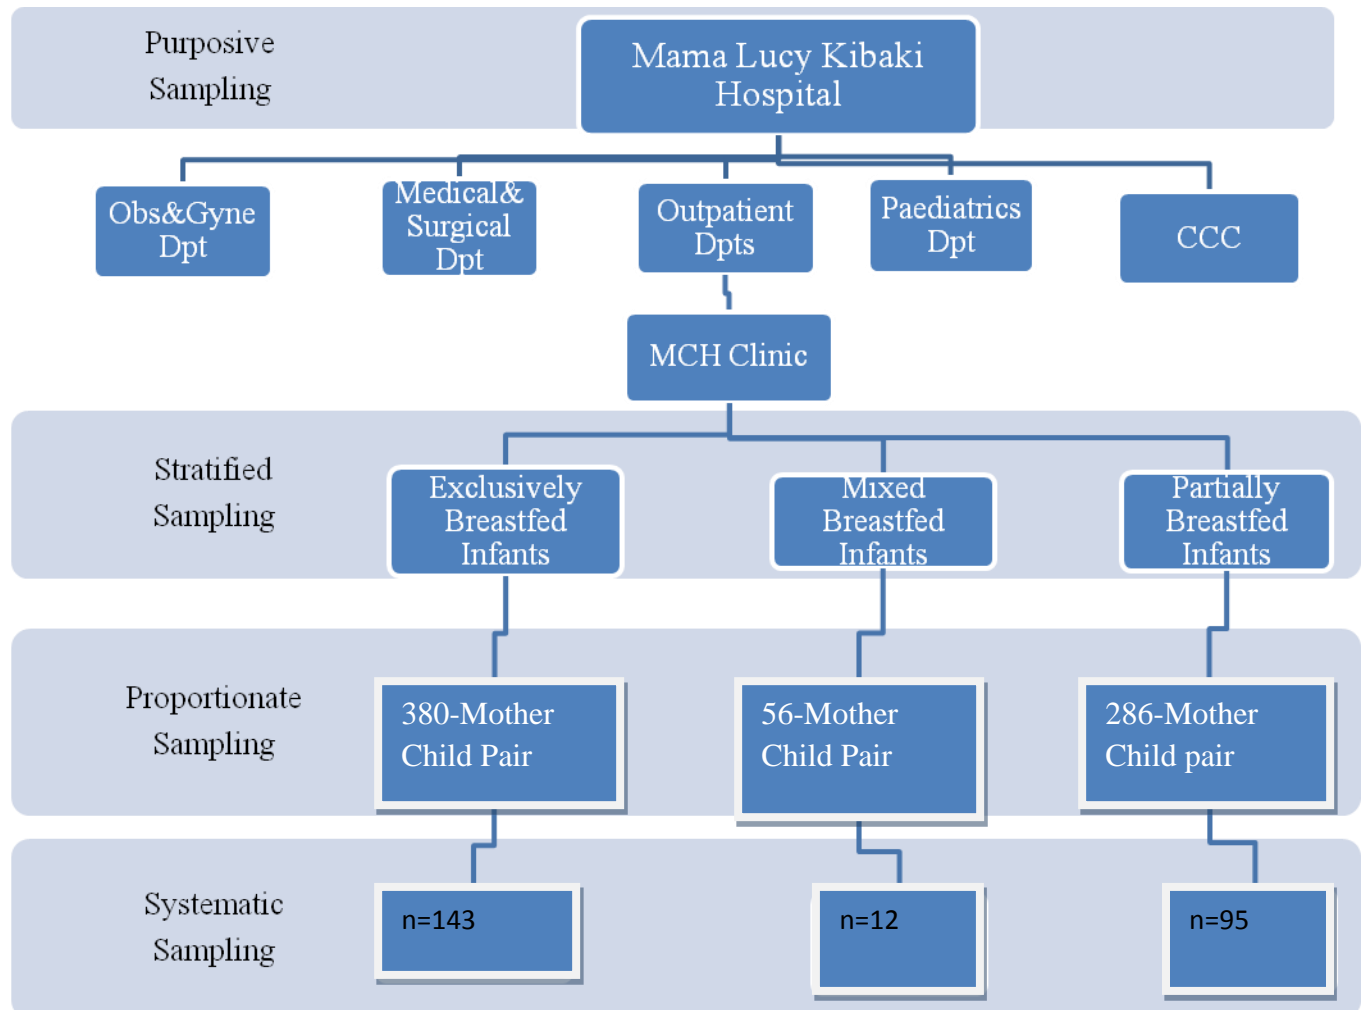 Purposive
Sampling
Mama Lucy Kibaki
Hospital
Obs&Gyne
Dpt
Medical&
Surgical
Dpt
Outpatient
Dpts
Paediatrics
Dpt
CCC
MCH Clinic
Stratified
Sampling
Exclusively
Breastfed
Infants
Mixed
Breastfed
Infants
Partially
Breastfed
Infants
Proportionate
Sampling
380-Mother
Child Pair
56-Mother
Child Pair
286-Mother
Child pair
Systematic
Sampling
n=143
n=12
n=95